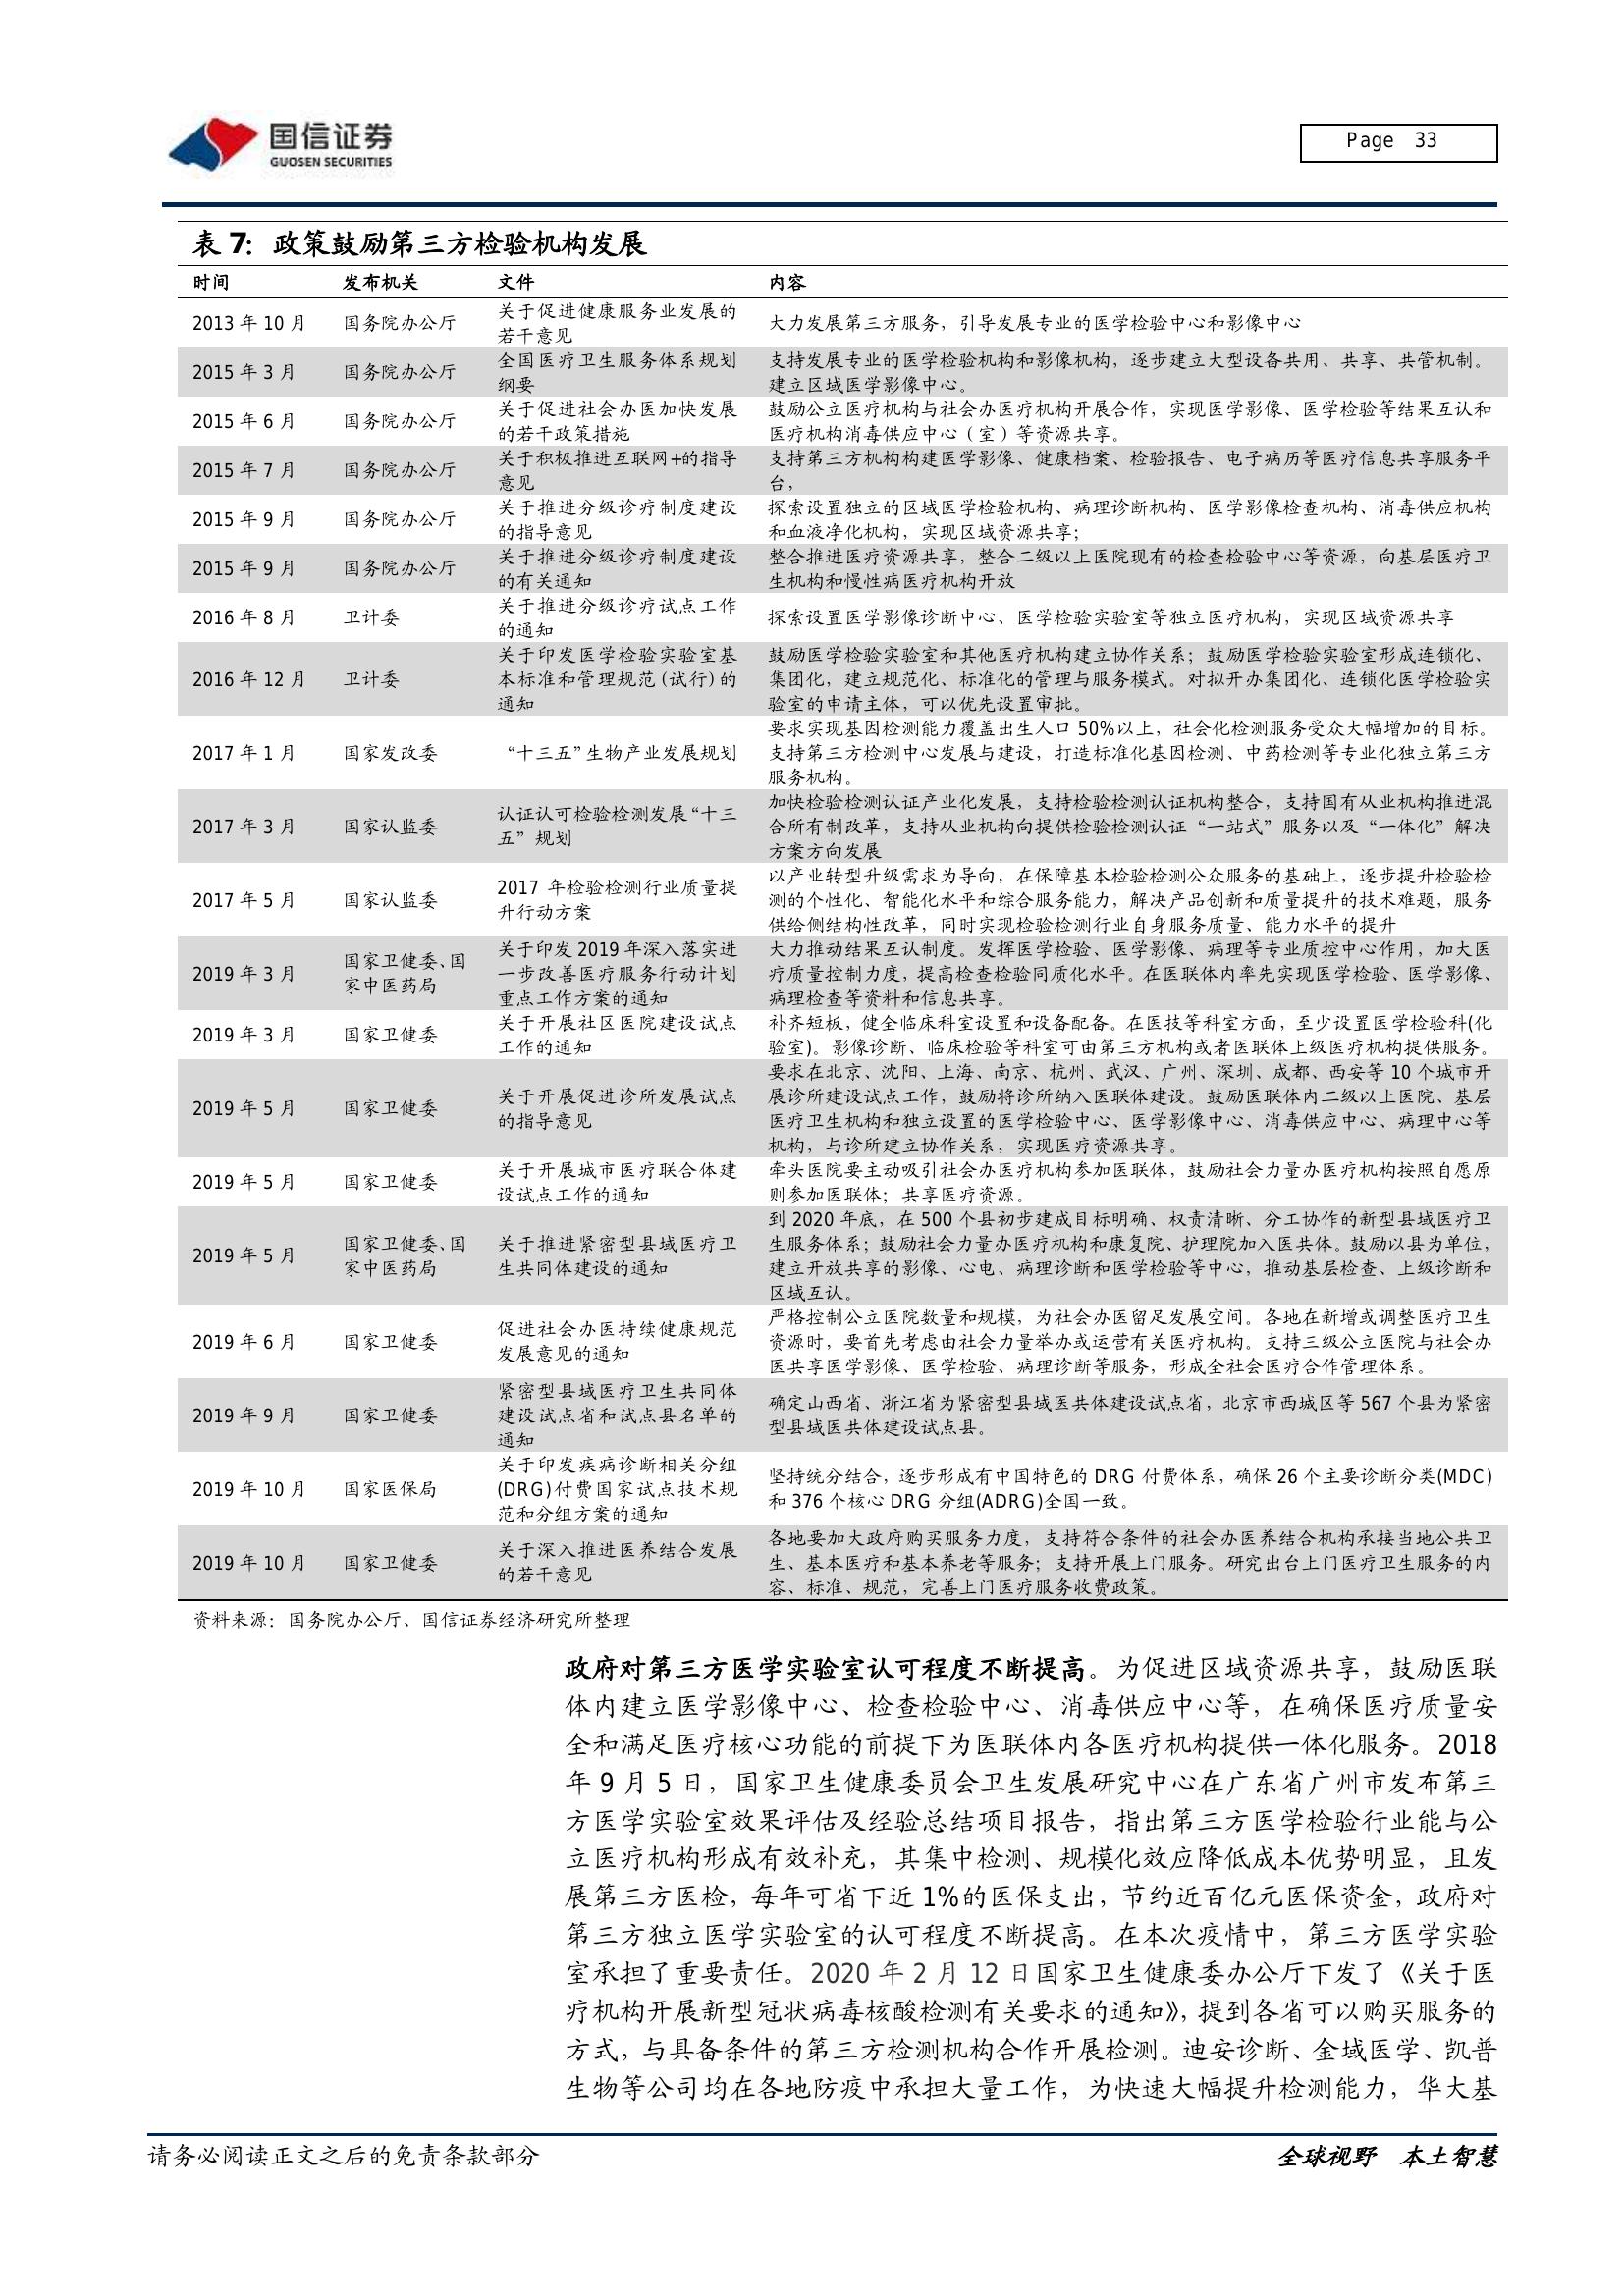 国信证券
GUOSEN SECURITIES
Page 33
表 7：政策鼓励第三方检验机构发展
时间 发布机关 文件 内容
2013 年 10 月 国务院办公厅 关于促进健康服务业发展的
若干意见 大力发展第三方服务，引导发展专业的医学检验中心和影像中心
2015 年 3 月 国务院办公厅 全国医疗卫生服务体系规划
纲要 支持发展专业的医学检验机构和影像机构，逐步建立大型设备共用、共享、共管机制。
建立区域医学影像中心。
2015 年 6 月 国务院办公厅 关于促进社会办医加快发展
的若干政策措施 鼓励公立医疗机构与社会办医疗机构开展合作，实现医学影像、医学检验等结果互认和
医疗机构消毒供应中心（室）等资源共享。
2015 年 7 月 国务院办公厅 关于积极推进互联网+的指导
意见 支持第三方机构构建医学影像、健康档案、检验报告、电子病历等医疗信息共享服务平
台，
2015 年 9 月 国务院办公厅 关于推进分级诊疗制度建设
的指导意见 探索设置独立的区域医学检验机构、病理诊断机构、医学影像检查机构、消毒供应机构
和血液净化机构，实现区域资源共享；
2015 年 9 月 国务院办公厅 关于推进分级诊疗制度建设
的有关通知 整合推进医疗资源共享，整合二级以上医院现有的检查检验中心等资源，向基层医疗卫
生机构和慢性病医疗机构开放
2016 年 8 月 卫计委 关于推进分级诊疗试点工作
的通知 探索设置医学影像诊断中心、医学检验实验室等独立医疗机构，实现区域资源共享
2016 年 12 月 卫计委 关于印发医学检验实验室基
本标准和管理规范(试行)的
通知 鼓励医学检验实验室和其他医疗机构建立协作关系；鼓励医学检验实验室形成连锁化、
集团化，建立规范化、标准化的管理与服务模式。对拟开办集团化、连锁化医学检验实
验室的申请主体，可以优先设置审批。
2017 年 1 月 国家发改委 “十三五”生物产业发展规划 要求实现基因检测能力覆盖出生人口 50%以上，社会化检测服务受众大幅增加的目标。
支持第三方检测中心发展与建设，打造标准化基因检测、中药检测等专业化独立第三方
服务机构。
2017 年 3 月 国家认监委 认证认可检验检测发展“十三
五”规划 加快检验检测认证产业化发展，支持检验检测认证机构整合，支持国有从业机构推进混
合所有制改革，支持从业机构向提供检验检测认证“一站式”服务以及“一体化”解决
方案方向发展
2017 年 5 月 国家认监委 2017 年检验检测行业质量提
升行动方案 以产业转型升级需求为导向，在保障基本检验检测公众服务的基础上，逐步提升检验检
测的个性化、智能化水平和综合服务能力，解决产品创新和质量提升的技术难题，服务
供给侧结构性改革，同时实现检验检测行业自身服务质量、能力水平的提升
2019 年 3 月 国家卫健委、国
家中医药局 关于印发 2019 年深入落实进
一步改善医疗服务行动计划
重点工作方案的通知 大力推动结果互认制度。发挥医学检验、医学影像、病理等专业质控中心作用，加大医
疗质量控制力度，提高检查检验同质化水平。在医联体内率先实现医学检验、医学影像、
病理检查等资料和信息共享。
2019 年 3 月 国家卫健委 关于开展社区医院建设试点
工作的通知 补齐短板，健全临床科室设置和设备配备。在医技等科室方面，至少设置医学检验科(化
验室)。影像诊断、临床检验等科室可由第三方机构或者医联体上级医疗机构提供服务。
2019 年 5 月 国家卫健委 关于开展促进诊所发展试点
的指导意见 要求在北京、沈阳、上海、南京、杭州、武汉、广州、深圳、成都、西安等 10 个城市开
展诊所建设试点工作，鼓励将诊所纳入医联体建设。鼓励医联体内二级以上医院、基层
医疗卫生机构和独立设置的医学检验中心、医学影像中心、消毒供应中心、病理中心等
机构，与诊所建立协作关系，实现医疗资源共享。
2019 年 5 月 国家卫健委 关于开展城市医疗联合体建
设试点工作的通知 牵头医院要主动吸引社会办医疗机构参加医联体，鼓励社会力量办医疗机构按照自愿原
则参加医联体；共享医疗资源。
2019 年 5 月 国家卫健委、国
家中医药局 关于推进紧密型县域医疗卫
生共同体建设的通知 到 2020 年底，在 500 个县初步建成目标明确、权责清晰、分工协作的新型县域医疗卫
生服务体系；鼓励社会力量办医疗机构和康复院、护理院加入医共体。鼓励以县为单位，
建立开放共享的影像、心电、病理诊断和医学检验等中心，推动基层检查、上级诊断和
区域互认。
2019 年 6 月 国家卫健委 促进社会办医持续健康规范
发展意见的通知 严格控制公立医院数量和规模，为社会办医留足发展空间。各地在新增或调整医疗卫生
资源时，要首先考虑由社会力量举办或运营有关医疗机构。支持三级公立医院与社会办
医共享医学影像、医学检验、病理诊断等服务，形成全社会医疗合作管理体系。
2019 年 9 月 国家卫健委 紧密型县域医疗卫生共同体
建设试点省和试点县名单的
通知 确定山西省、浙江省为紧密型县域医共体建设试点省，北京市西城区等 567 个县为紧密
型县域医共体建设试点县。
2019 年 10 月 国家医保局 关于印发疾病诊断相关分组
(DRG)付费国家试点技术规
范和分组方案的通知 坚持统分结合，逐步形成有中国特色的 DRG 付费体系，确保 26 个主要诊断分类(MDC)
和 376 个核心 DRG 分组(ADRG)全国一致。
2019 年 10 月 国家卫健委 关于深入推进医养结合发展
的若干意见 各地要加大政府购买服务力度，支持符合条件的社会办医养结合机构承接当地公共卫
生、基本医疗和基本养老等服务；支持开展上门服务。研究出台上门医疗卫生服务的内
容、标准、规范，完善上门医疗服务收费政策。
资料来源：国务院办公厅、国信证券经济研究所整理
政府对第三方医学实验室认可程度不断提高。为促进区域资源共享，鼓励医联
体内建立医学影像中心、检查检验中心、消毒供应中心等，在确保医疗质量安
全和满足医疗核心功能的前提下为医联体内各医疗机构提供一体化服务。2018
年 9 月 5 日，国家卫生健康委员会卫生发展研究中心在广东省广州市发布第三
方医学实验室效果评估及经验总结项目报告，指出第三方医学检验行业能与公
立医疗机构形成有效补充，其集中检测、规模化效应降低成本优势明显，且发
展第三方医检，每年可省下近 1%的医保支出，节约近百亿元医保资金，政府对
第三方独立医学实验室的认可程度不断提高。在本次疫情中，第三方医学实验
室承担了重要责任。2020 年 2 月 12 日国家卫生健康委办公厅下发了《关于医
疗机构开展新型冠状病毒核酸检测有关要求的通知》，提到各省可以购买服务的
方式，与具备条件的第三方检测机构合作开展检测。迪安诊断、金域医学、凯普
生物等公司均在各地防疫中承担大量工作，为快速大幅提升检测能力，华大基
请务必阅读正文之后的免责条款部分 全球视野 本土智慧